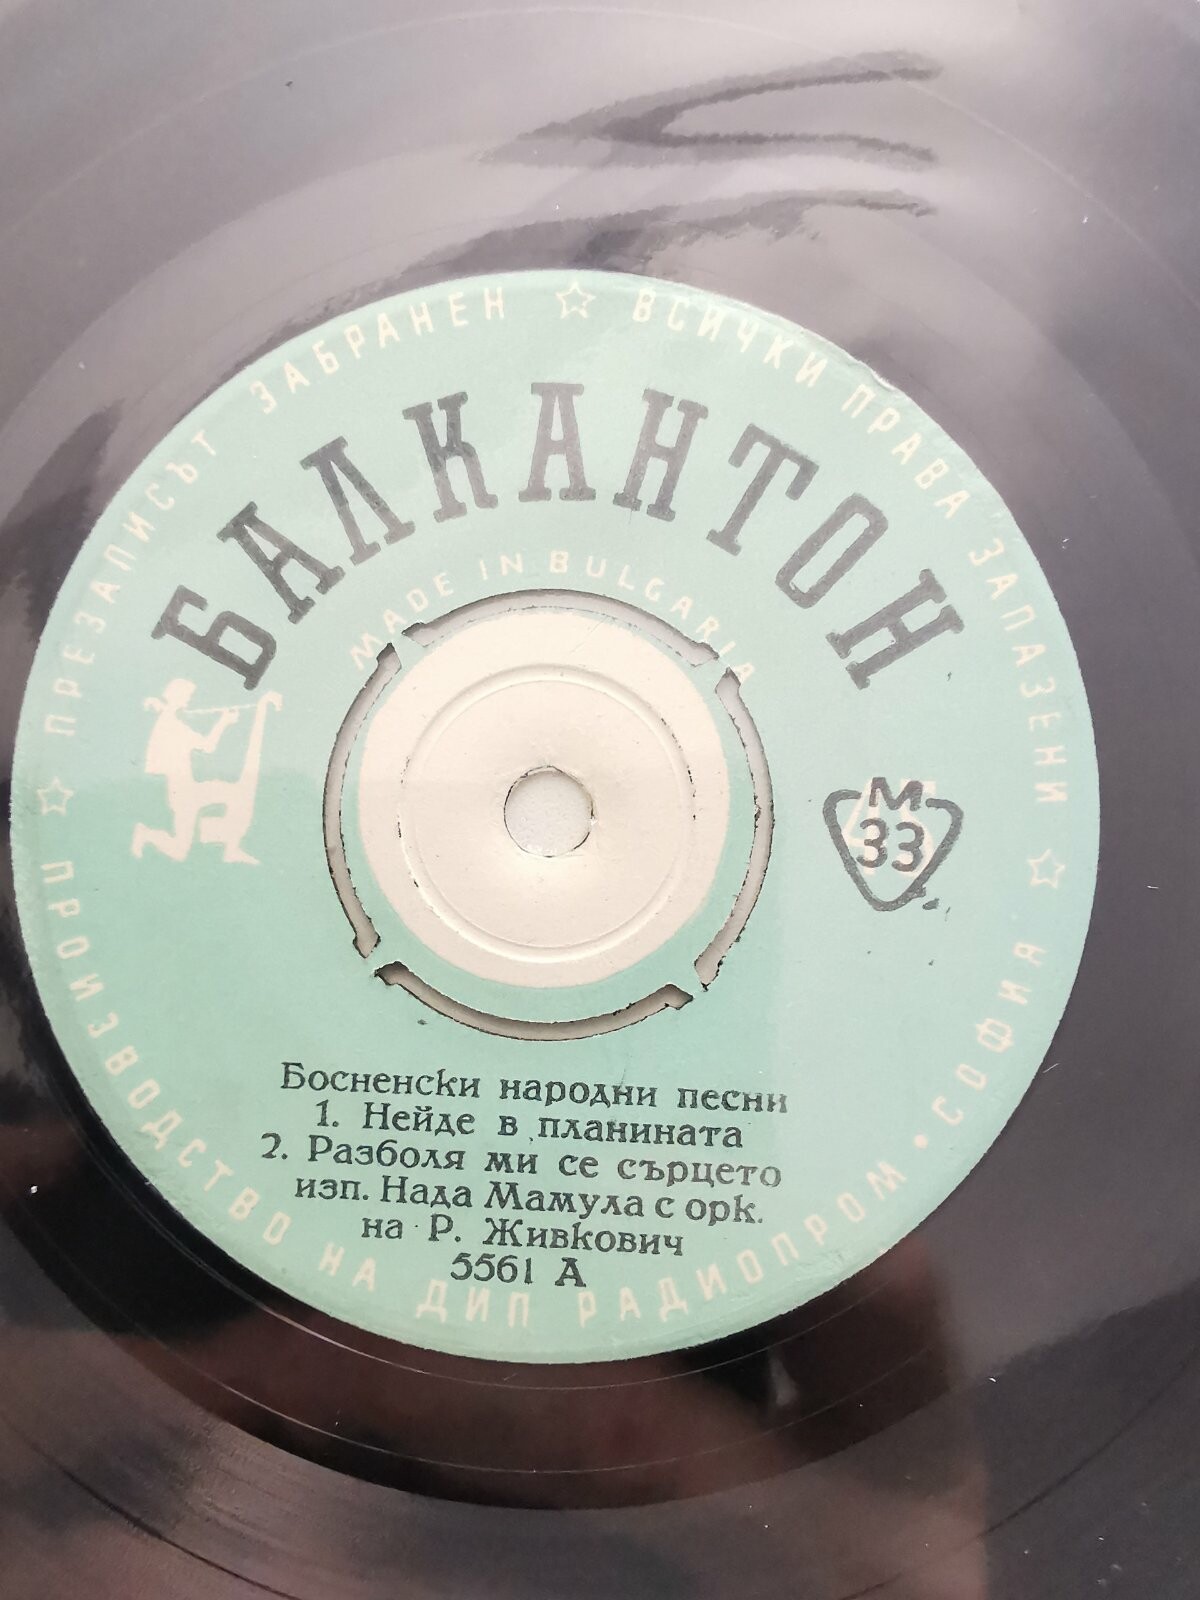 ПРЕЗАПИСЪТ ЗАБРАНЕН ☆ ВСИЧКИ ПРАВА ЗАПАЗЕНИ ☆
БАЛКАНТОН
MADE IN BULGARIA
М
33
Босненски народни песни
1. Нейде в планината
2. Разболя ми се сърцето
изп. Нада Мамула с орк.
на Р. Живкович
5561 А
☆ ПРОИЗВОДСТВО НА ДИП РАДИОПРОМ • СОФИЯ